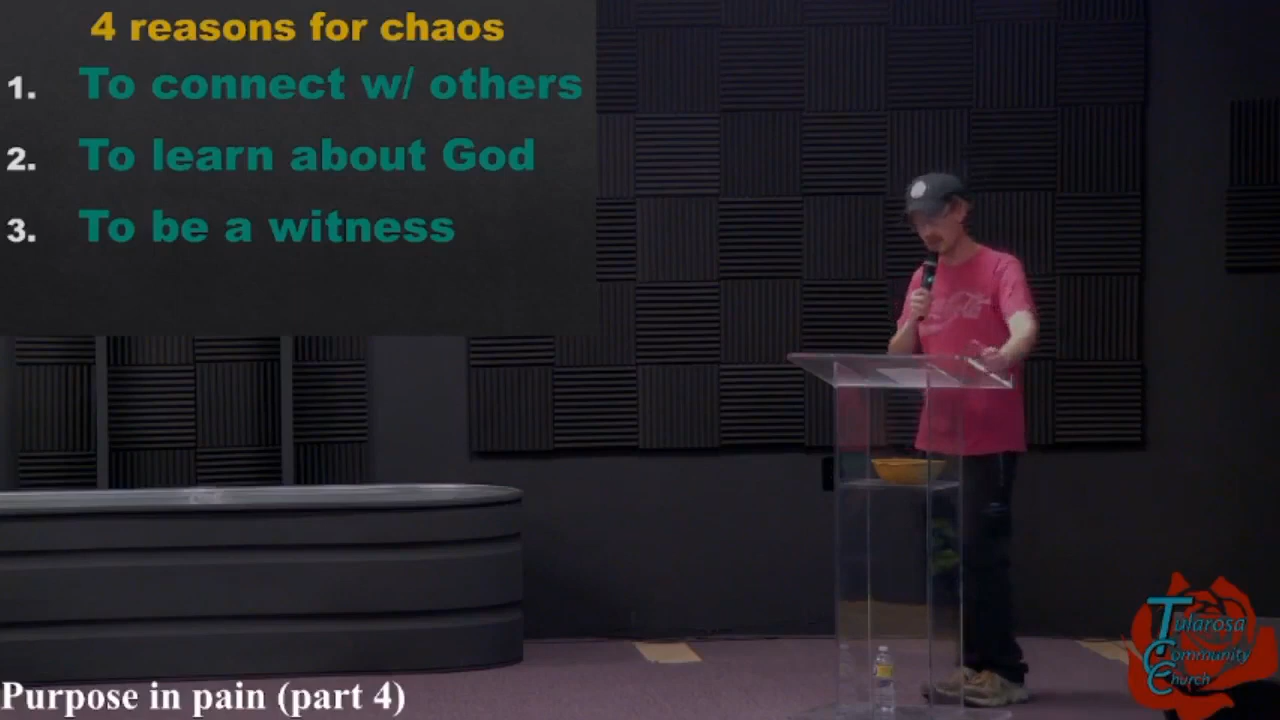 4 reasons for chaos
1. To connect w/ others
2. To learn about God
3. To be a witness
Purpose in pain (part 4)
Tularosa
Community
Church